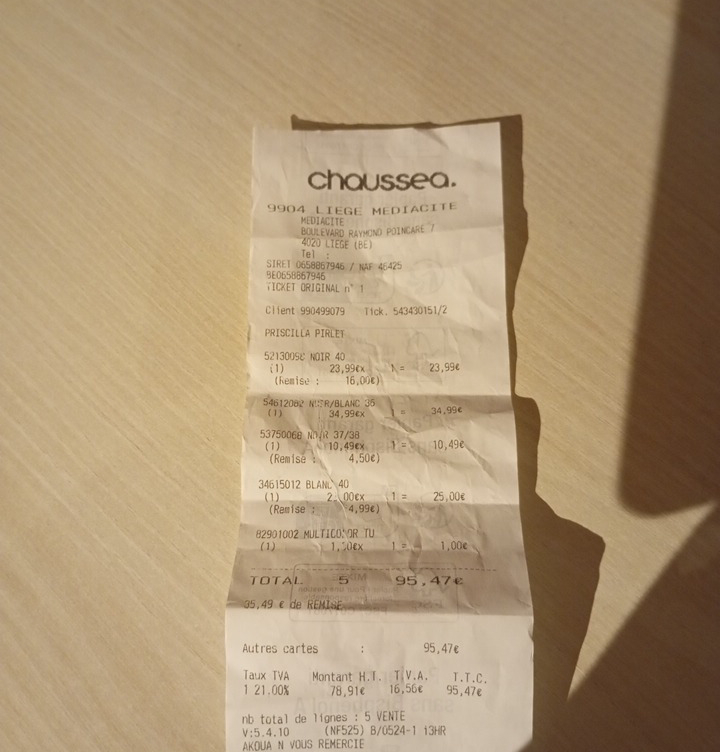 chaussea.
9904 LIEGE MEDIACITE
MEDIACITE
BOULEVARD RAYMOND POINCARE 7
4020 LIEGE (BE)
Tel :
SIRET 0658867946 / NAF 46425
BE0658867946
TICKET ORIGINAL n° 1
Client 990499079 Tick. 543430151/2
PRISCILLA PIRLET
NOIR 40
(1) 23,99€x 1 = 23,99€
(Remise : 16,00€)
54612082 35
(1) 34,99€x 1 = 34,99€
53750068 NOIR 37/38
(1) 10,49€x 1 = 10,49€
(Remise : 4,50€)
34615012 BLANC 40
(1) 1 = 25,00€
(Remise : 4,99€)
82901002 MULTICOLOR TU
(1) 1 = 1,00€
TOTAL 5 95,47€
35,49 € de REMISE
Autres cartes : 95,47€
Taux TVA Montant H.T. T.V.A. T.T.C.
1 21.00% 78,91€ 16,56€ 95,47€
nb total de lignes : 5 VENTE
V:5.4.10 (NF525) B/0524-1 13HR
VOUS REMERCIE